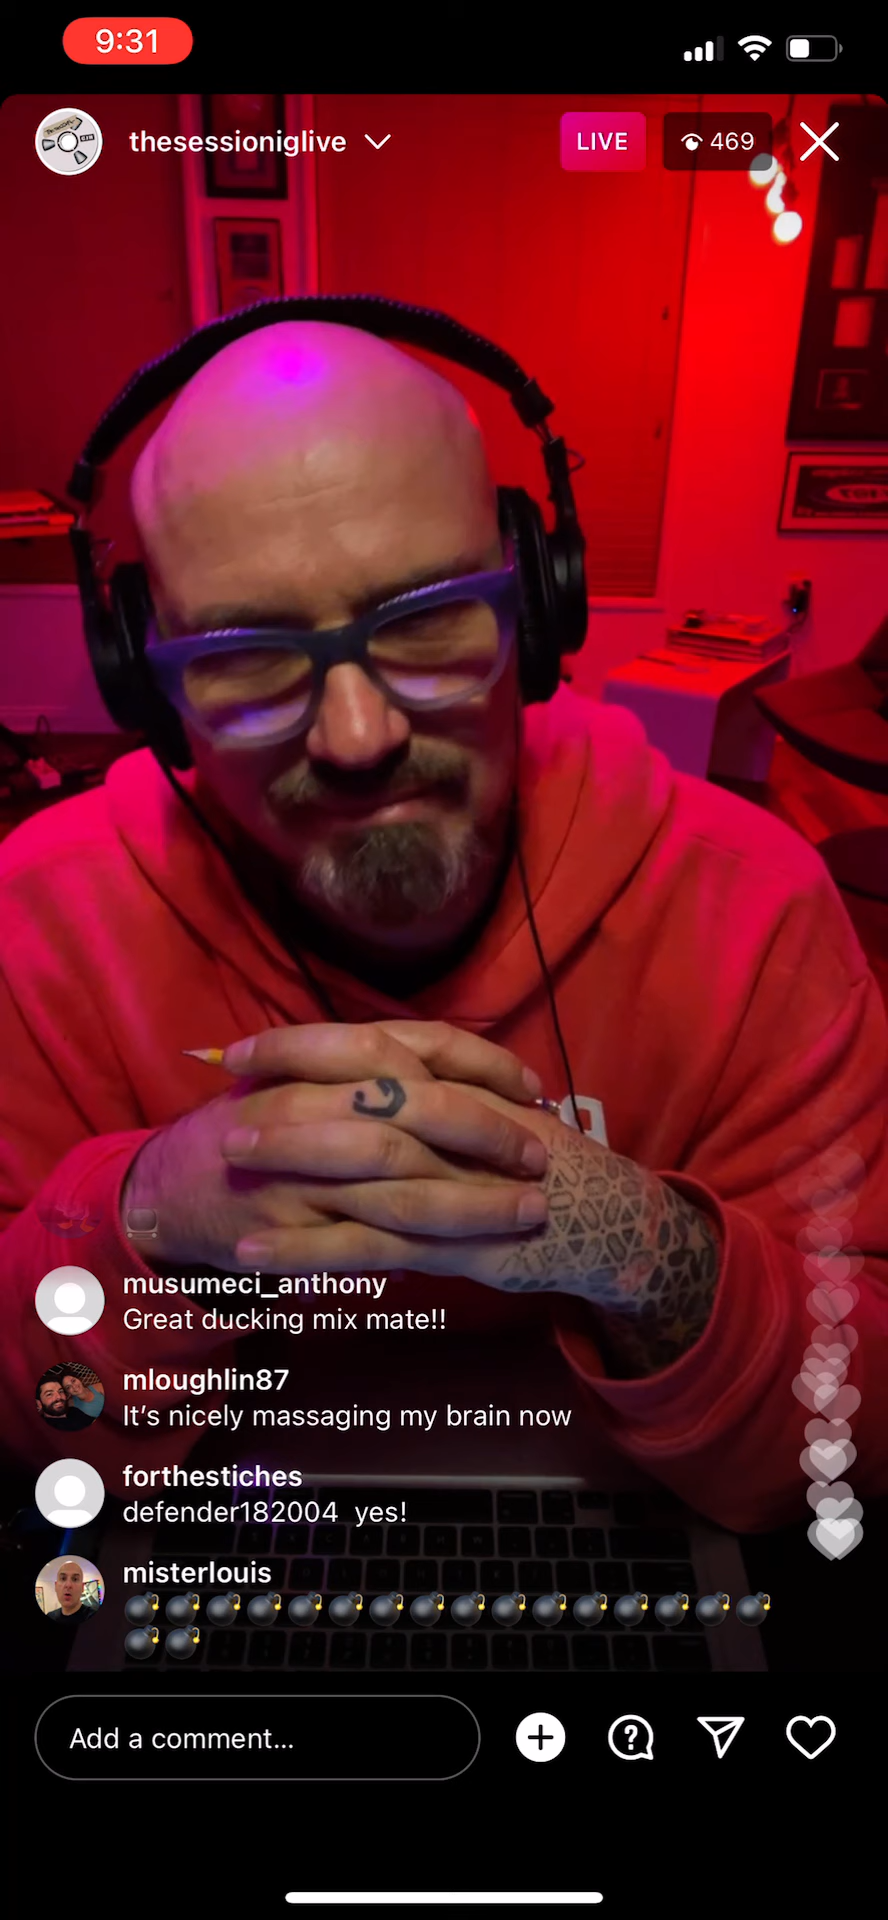 9:31
thesessioniglive
LIVE
469
musumeci_anthony
Great ducking mix mate!!
mloughlin87
It’s nicely massaging my brain now
forthestiches
defender182004 yes!
misterlouis
Add a comment...